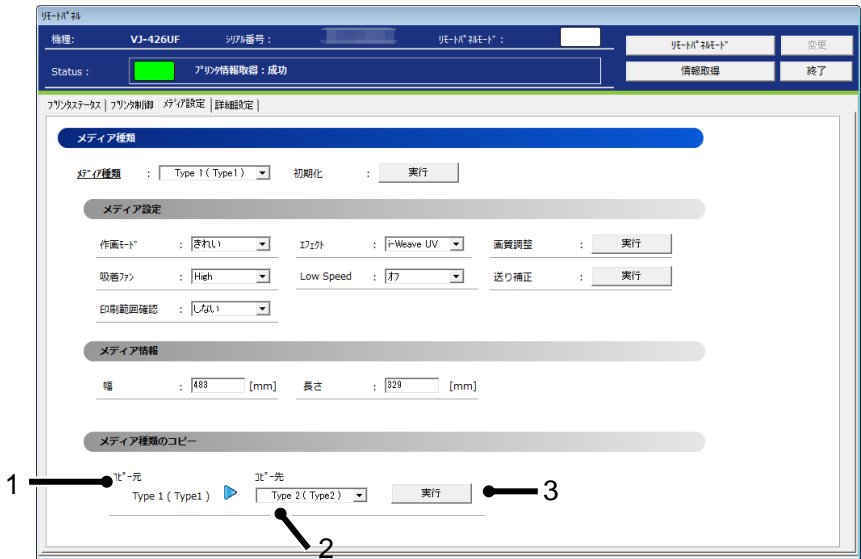 ﾘﾓｰﾄﾊﾟﾈﾙ
機種: VJ-426UF ｼﾘｱﾙ番号： ﾘﾓｰﾄﾊﾟﾈﾙﾓｰﾄﾞ： ﾘﾓｰﾄﾊﾟﾈﾙﾓｰﾄﾞ 変更
Status : ﾌﾟﾘﾝﾀ情報取得：成功 情報取得 終了
ﾌﾟﾘﾝﾀｽﾃｰﾀｽ ﾌﾟﾘﾝﾀ制御 ﾒﾃﾞｨｱ設定 詳細設定
メディア種類
ﾒﾃﾞｨｱ種類 : Type 1 ( Type1 ) 初期化 : 実行
メディア設定
作画ﾓｰﾄﾞ : きれい ｴﾌｪｸﾄ : i-Weave UV 画質調整 : 実行
吸着ﾌｧﾝ : High Low Speed : ｵﾌ 送り補正 : 実行
印刷範囲確認 : しない
メディア情報
幅 : 483 [mm] 長さ : 329 [mm]
メディア種類のコピー
1 ｺﾋﾟｰ元 ｺﾋﾟｰ先
Type 1 ( Type1 ) Type 2 ( Type2 ) 実行 3
2